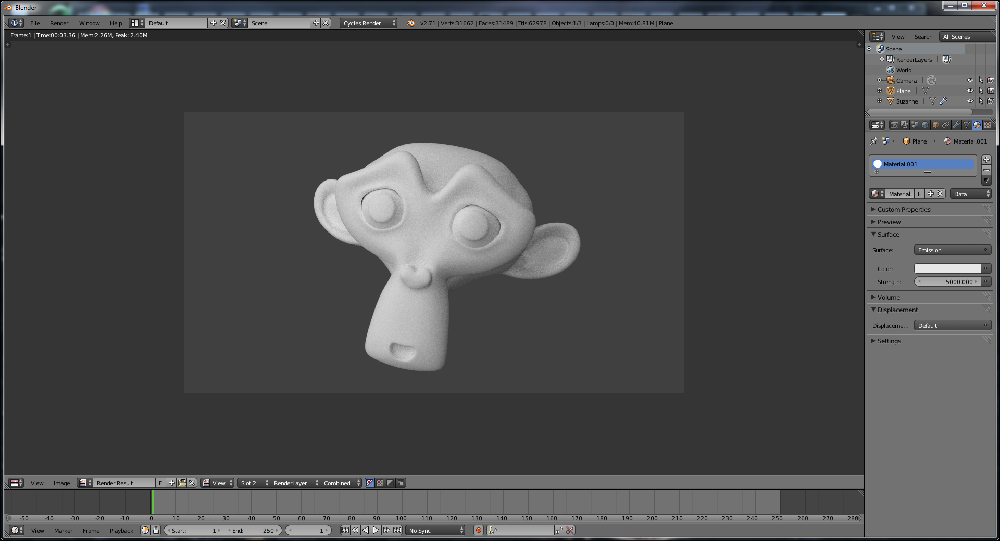 Blender
File Render Window Help Default Scene Cycles Render v2.71 | Verts:31662 | Faces:31489 | Tris:62978 | Objects:1/3 | Lamps:0/0 | Mem:40.81M | Plane
Frame:1 | Time:00:03.36 | Mem:2.26M, Peak: 2.40M
View Search All Scenes
Scene
RenderLayers |
World
Camera |
Plane |
Suzanne |
Plane Material.001
Material.001
Material. F Data
Custom Properties
Preview
Surface
Surface: Emission
Color:
Strength: 5000.000
Volume
Displacement
Displaceme... Default
Settings
View Image Render Result F View Slot 2 RenderLayer Combined
-50 -40 -30 -20 -10 0 10 20 30 40 50 60 70 80 90 100 110 120 130 140 150 160 170 180 190 200 210 220 230 240 250 260 270 280
View Marker Frame Playback Start: 1 End: 250 1 No Sync